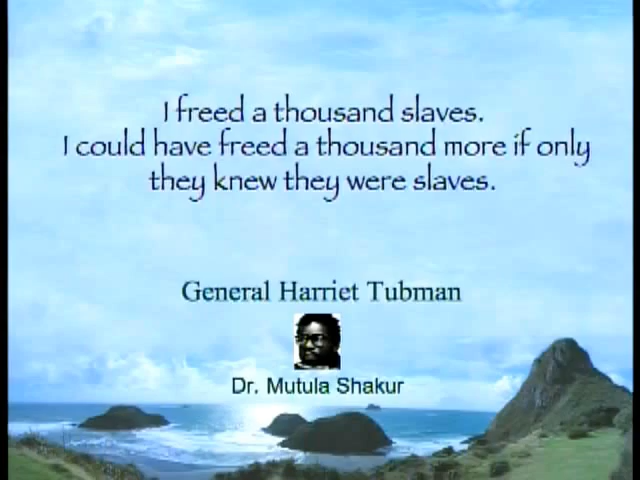 I freed a thousand slaves.
I could have freed a thousand more if only
they knew they were slaves.
General Harriet Tubman
Dr. Mutula Shakur